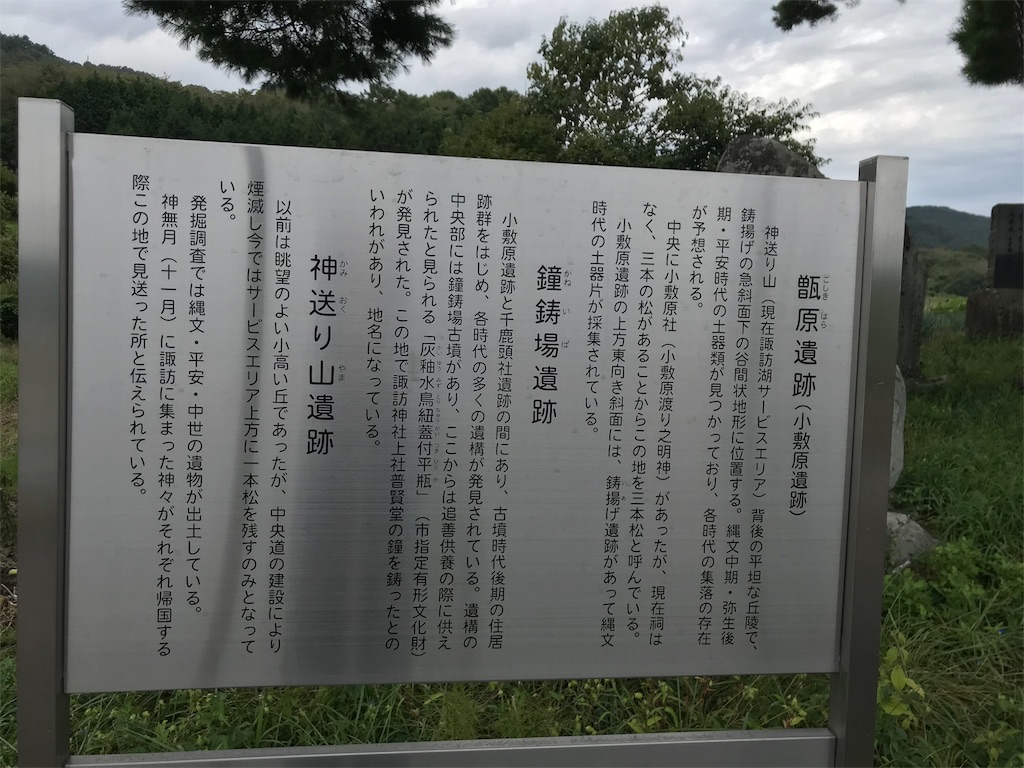 甑原遺跡(小敷原遺跡)
こしき はら
神送り山(現在諏訪湖サービスエリア)背後の平坦な丘陵で、
鋳揚げの急斜面下の谷間状地形に位置する。縄文中期・弥生後
期・平安時代の土器類が見つかっており、各時代の集落の存在
が予想される。
中央に小敷原社(小敷原渡り之明神)があったが、現在祠は
なく、三本の松があることからこの地を三本松と呼んでいる。
小敷原遺跡の上方東向き斜面には、鋳揚げ遺跡があって縄文
時代の土器片が採集されている。
鐘鋳場遺跡
かね い ば
小敷原遺跡と千鹿頭社遺跡の間にあり、古墳時代後期の住居
跡群をはじめ、各時代の多くの遺構が発見されている。遺構の
中央部には鐘鋳場古墳があり、ここからは追善供養の際に供え
られたと見られる「灰釉水鳥紐蓋付平瓶」(市指定有形文化財)
が発見された。この地で諏訪神社上社普賢堂の鐘を鋳ったとの
いわれがあり、地名になっている。
神送り山遺跡
かみ おく やま
以前は眺望のよい小高い丘であったが、中央道の建設により
煙滅し今ではサービスエリア上方に一本松を残すのみとなって
いる。
発掘調査では縄文・平安・中世の遺物が出土している。
神無月(十一月)に諏訪に集まった神々がそれぞれ帰国する
際この地で見送った所と伝えられている。